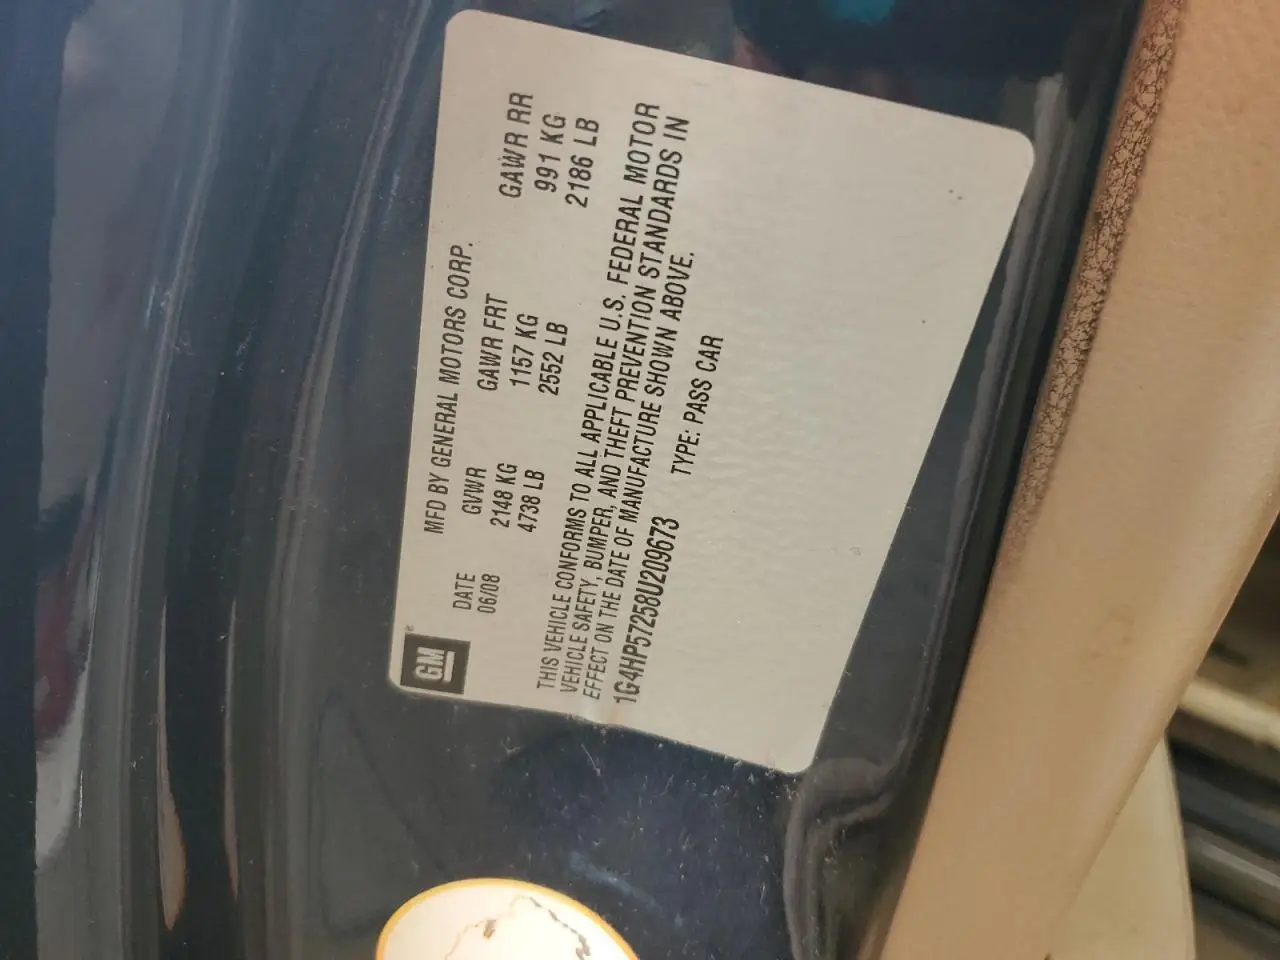 GM
MFD BY GENERAL MOTORS CORP.
DATE GVWR GAWR FRT GAWR RR
06/08 2148 KG 1157 KG 991 KG
4738 LB 2552 LB 2186 LB
THIS VEHICLE CONFORMS TO ALL APPLICABLE U.S. FEDERAL MOTOR
VEHICLE SAFETY, BUMPER, AND THEFT PREVENTION STANDARDS IN
EFFECT ON THE DATE OF MANUFACTURE SHOWN ABOVE.
1G4HP57258U209673 TYPE: PASS CAR